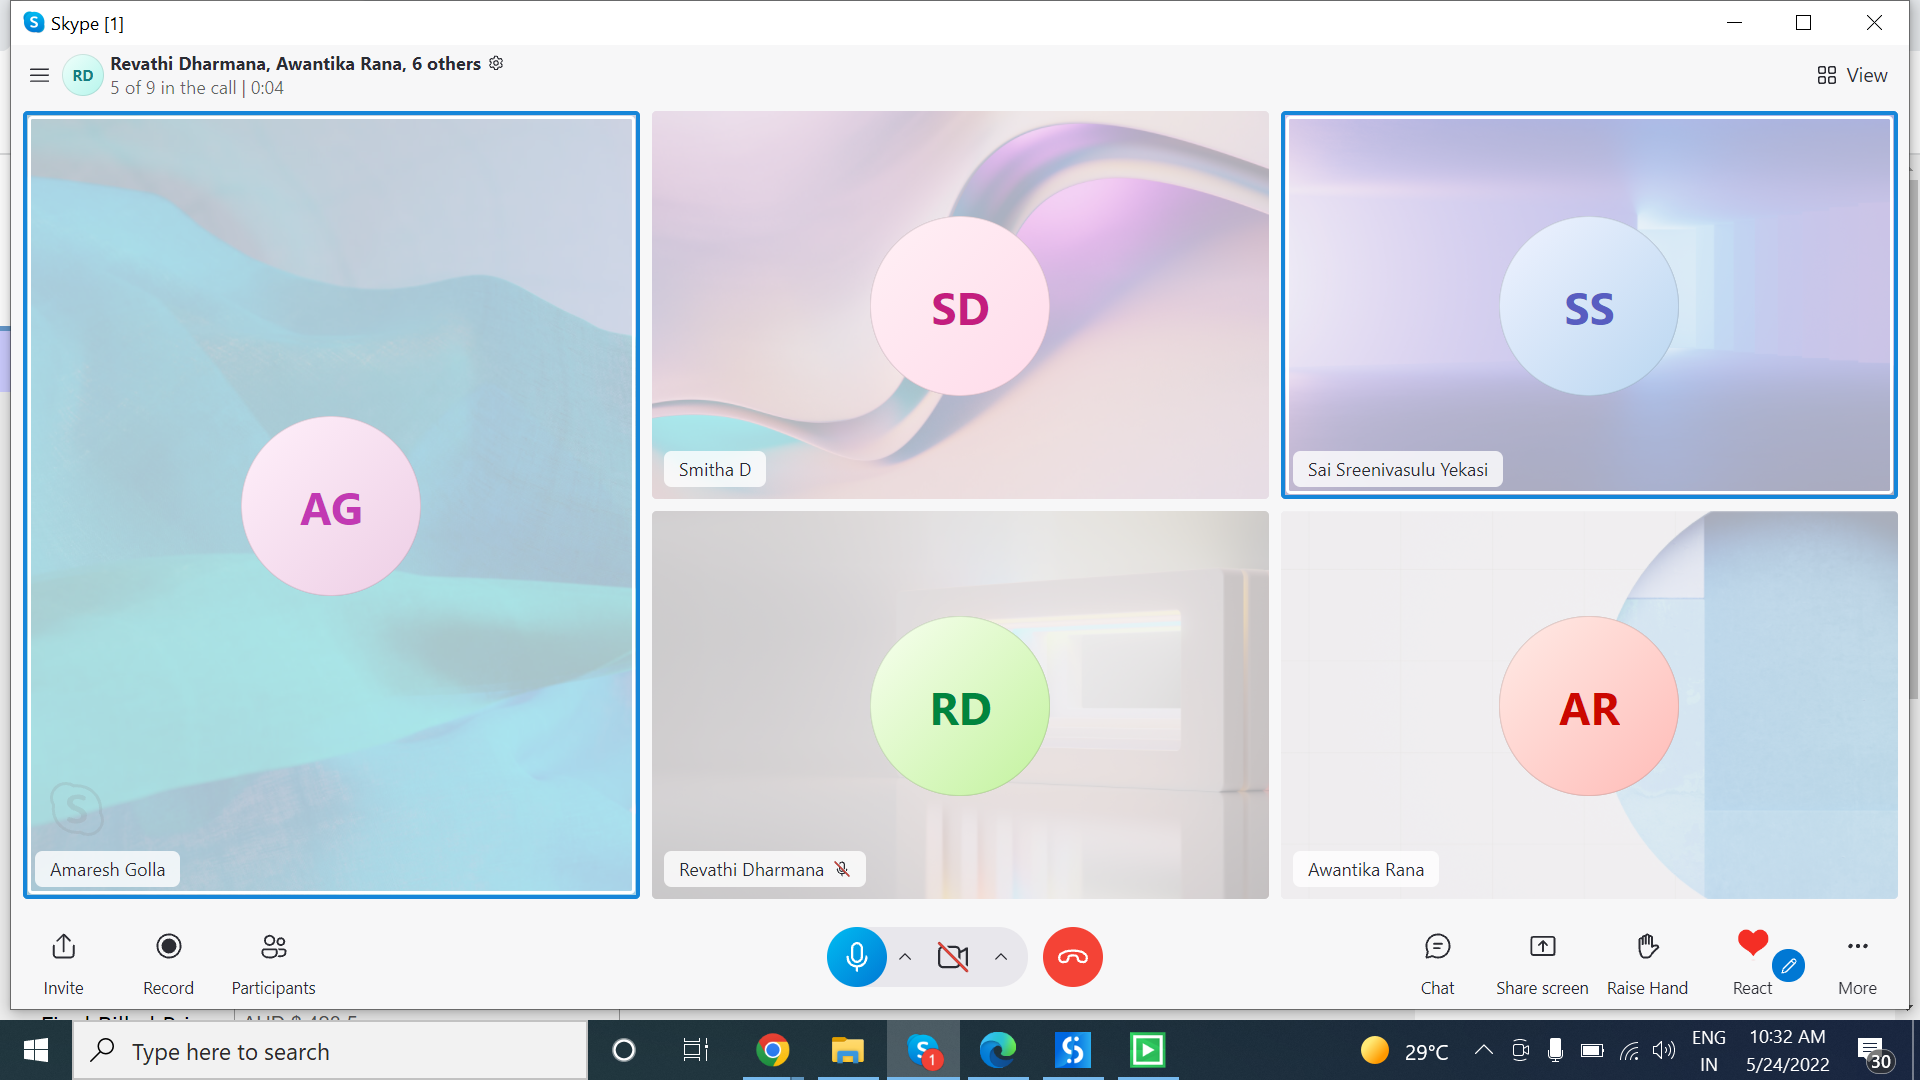 Skype [1]
RD
Revathi Dharmana, Awantika Rana, 6 others
5 of 9 in the call | 0:04
View
AG
Amaresh Golla
SD
Smitha D
SS
Sai Sreenivasulu Yekasi
RD
Revathi Dharmana
AR
Awantika Rana
Invite
Record
Participants
Chat
Share screen
Raise Hand
React
More
Type here to search
1
29°C
ENG
IN
10:32 AM
5/24/2022
30